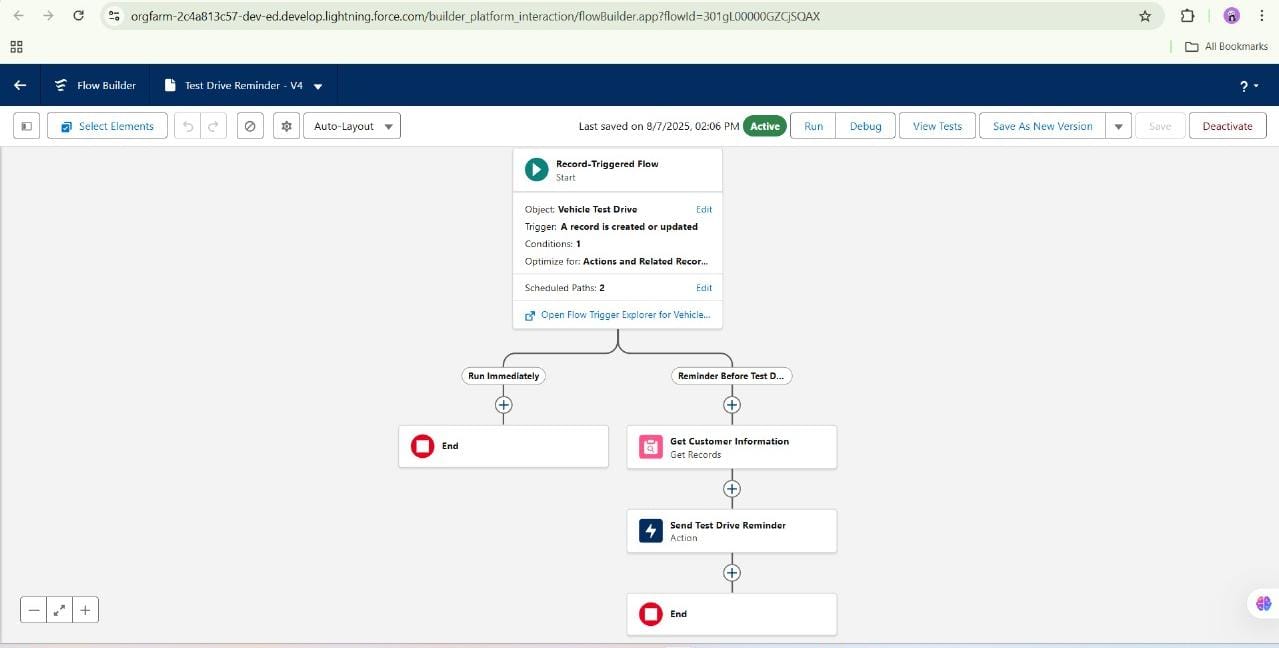 orgfarm-2c4a813c57-dev-ed.develop.lightning.force.com/builder_platform_interaction/flowBuilder.app?flowId=301gL00000GZCjSQAX
All Bookmarks
Flow Builder
Test Drive Reminder - V4
?
Select Elements
Auto-Layout
Last saved on 8/7/2025, 02:06 PM
Active
Run
Debug
View Tests
Save As New Version
Save
Deactivate
Record-Triggered Flow
Start
Object: Vehicle Test Drive
Edit
Trigger: A record is created or updated
Conditions: 1
Optimize for: Actions and Related Recor...
Scheduled Paths: 2
Edit
Open Flow Trigger Explorer for Vehicle...
Run Immediately
Reminder Before Test D...
End
Get Customer Information
Get Records
Send Test Drive Reminder
Action
End